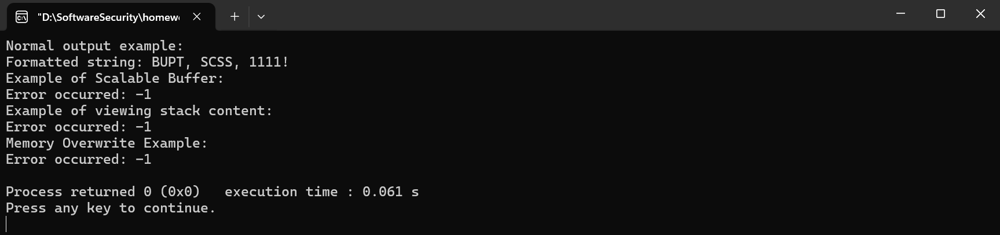 "D:\SoftwareSecurity\homew
Normal output example:
Formatted string: BUPT, SCSS, 1111!
Example of Scalable Buffer:
Error occurred: -1
Example of viewing stack content:
Error occurred: -1
Memory Overwrite Example:
Error occurred: -1
Process returned 0 (0x0)   execution time : 0.061 s
Press any key to continue.